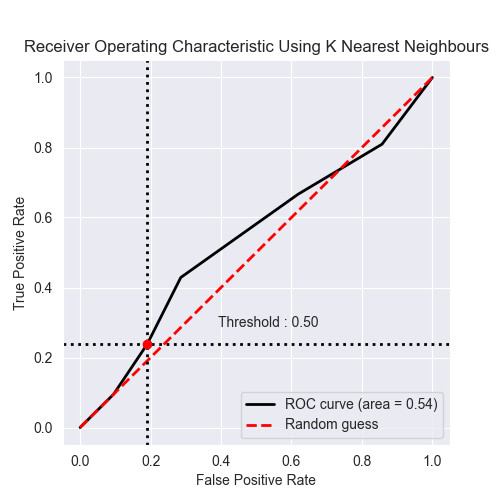 Receiver Operating Characteristic Using K Nearest Neighbours
1.0
0.8
0.6
0.4
0.2
0.0
True Positive Rate
Threshold : 0.50
ROC curve (area = 0.54)
Random guess
0.0 0.2 0.4 0.6 0.8 1.0
False Positive Rate